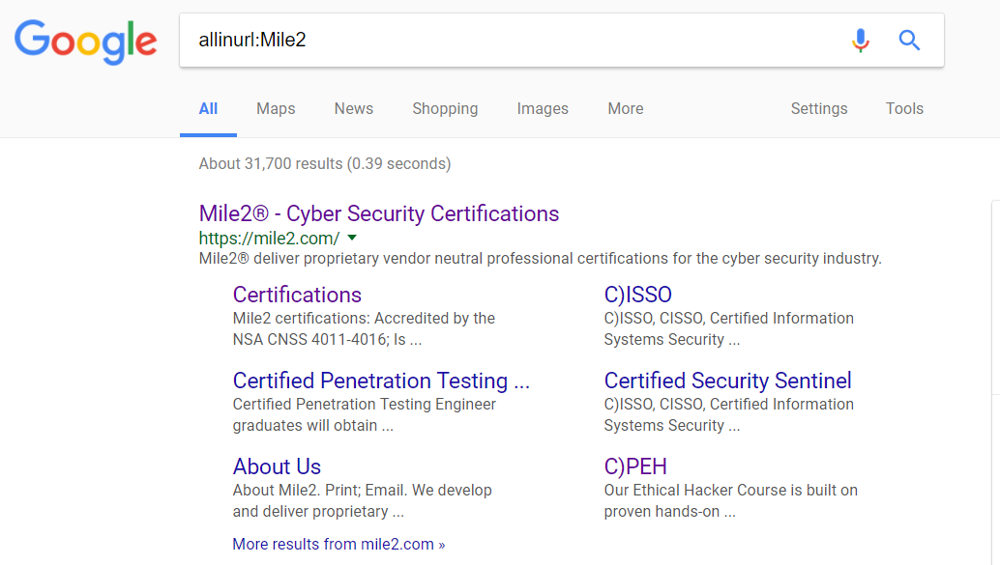 Google
allinurl:Mile2
All Maps News Shopping Images More Settings Tools
About 31,700 results (0.39 seconds)
Mile2® - Cyber Security Certifications
https://mile2.com/
Mile2® deliver proprietary vendor neutral professional certifications for the cyber security industry.
Certifications
Mile2 certifications: Accredited by the
NSA CNSS 4011-4016; Is ...
C)ISSO
C)ISSO, CISSO, Certified Information
Systems Security ...
Certified Penetration Testing ...
Certified Penetration Testing Engineer
graduates will obtain ...
Certified Security Sentinel
C)ISSO, CISSO, Certified Information
Systems Security ...
About Us
About Mile2. Print; Email. We develop
and deliver proprietary ...
C)PEH
Our Ethical Hacker Course is built on
proven hands-on ...
More results from mile2.com »